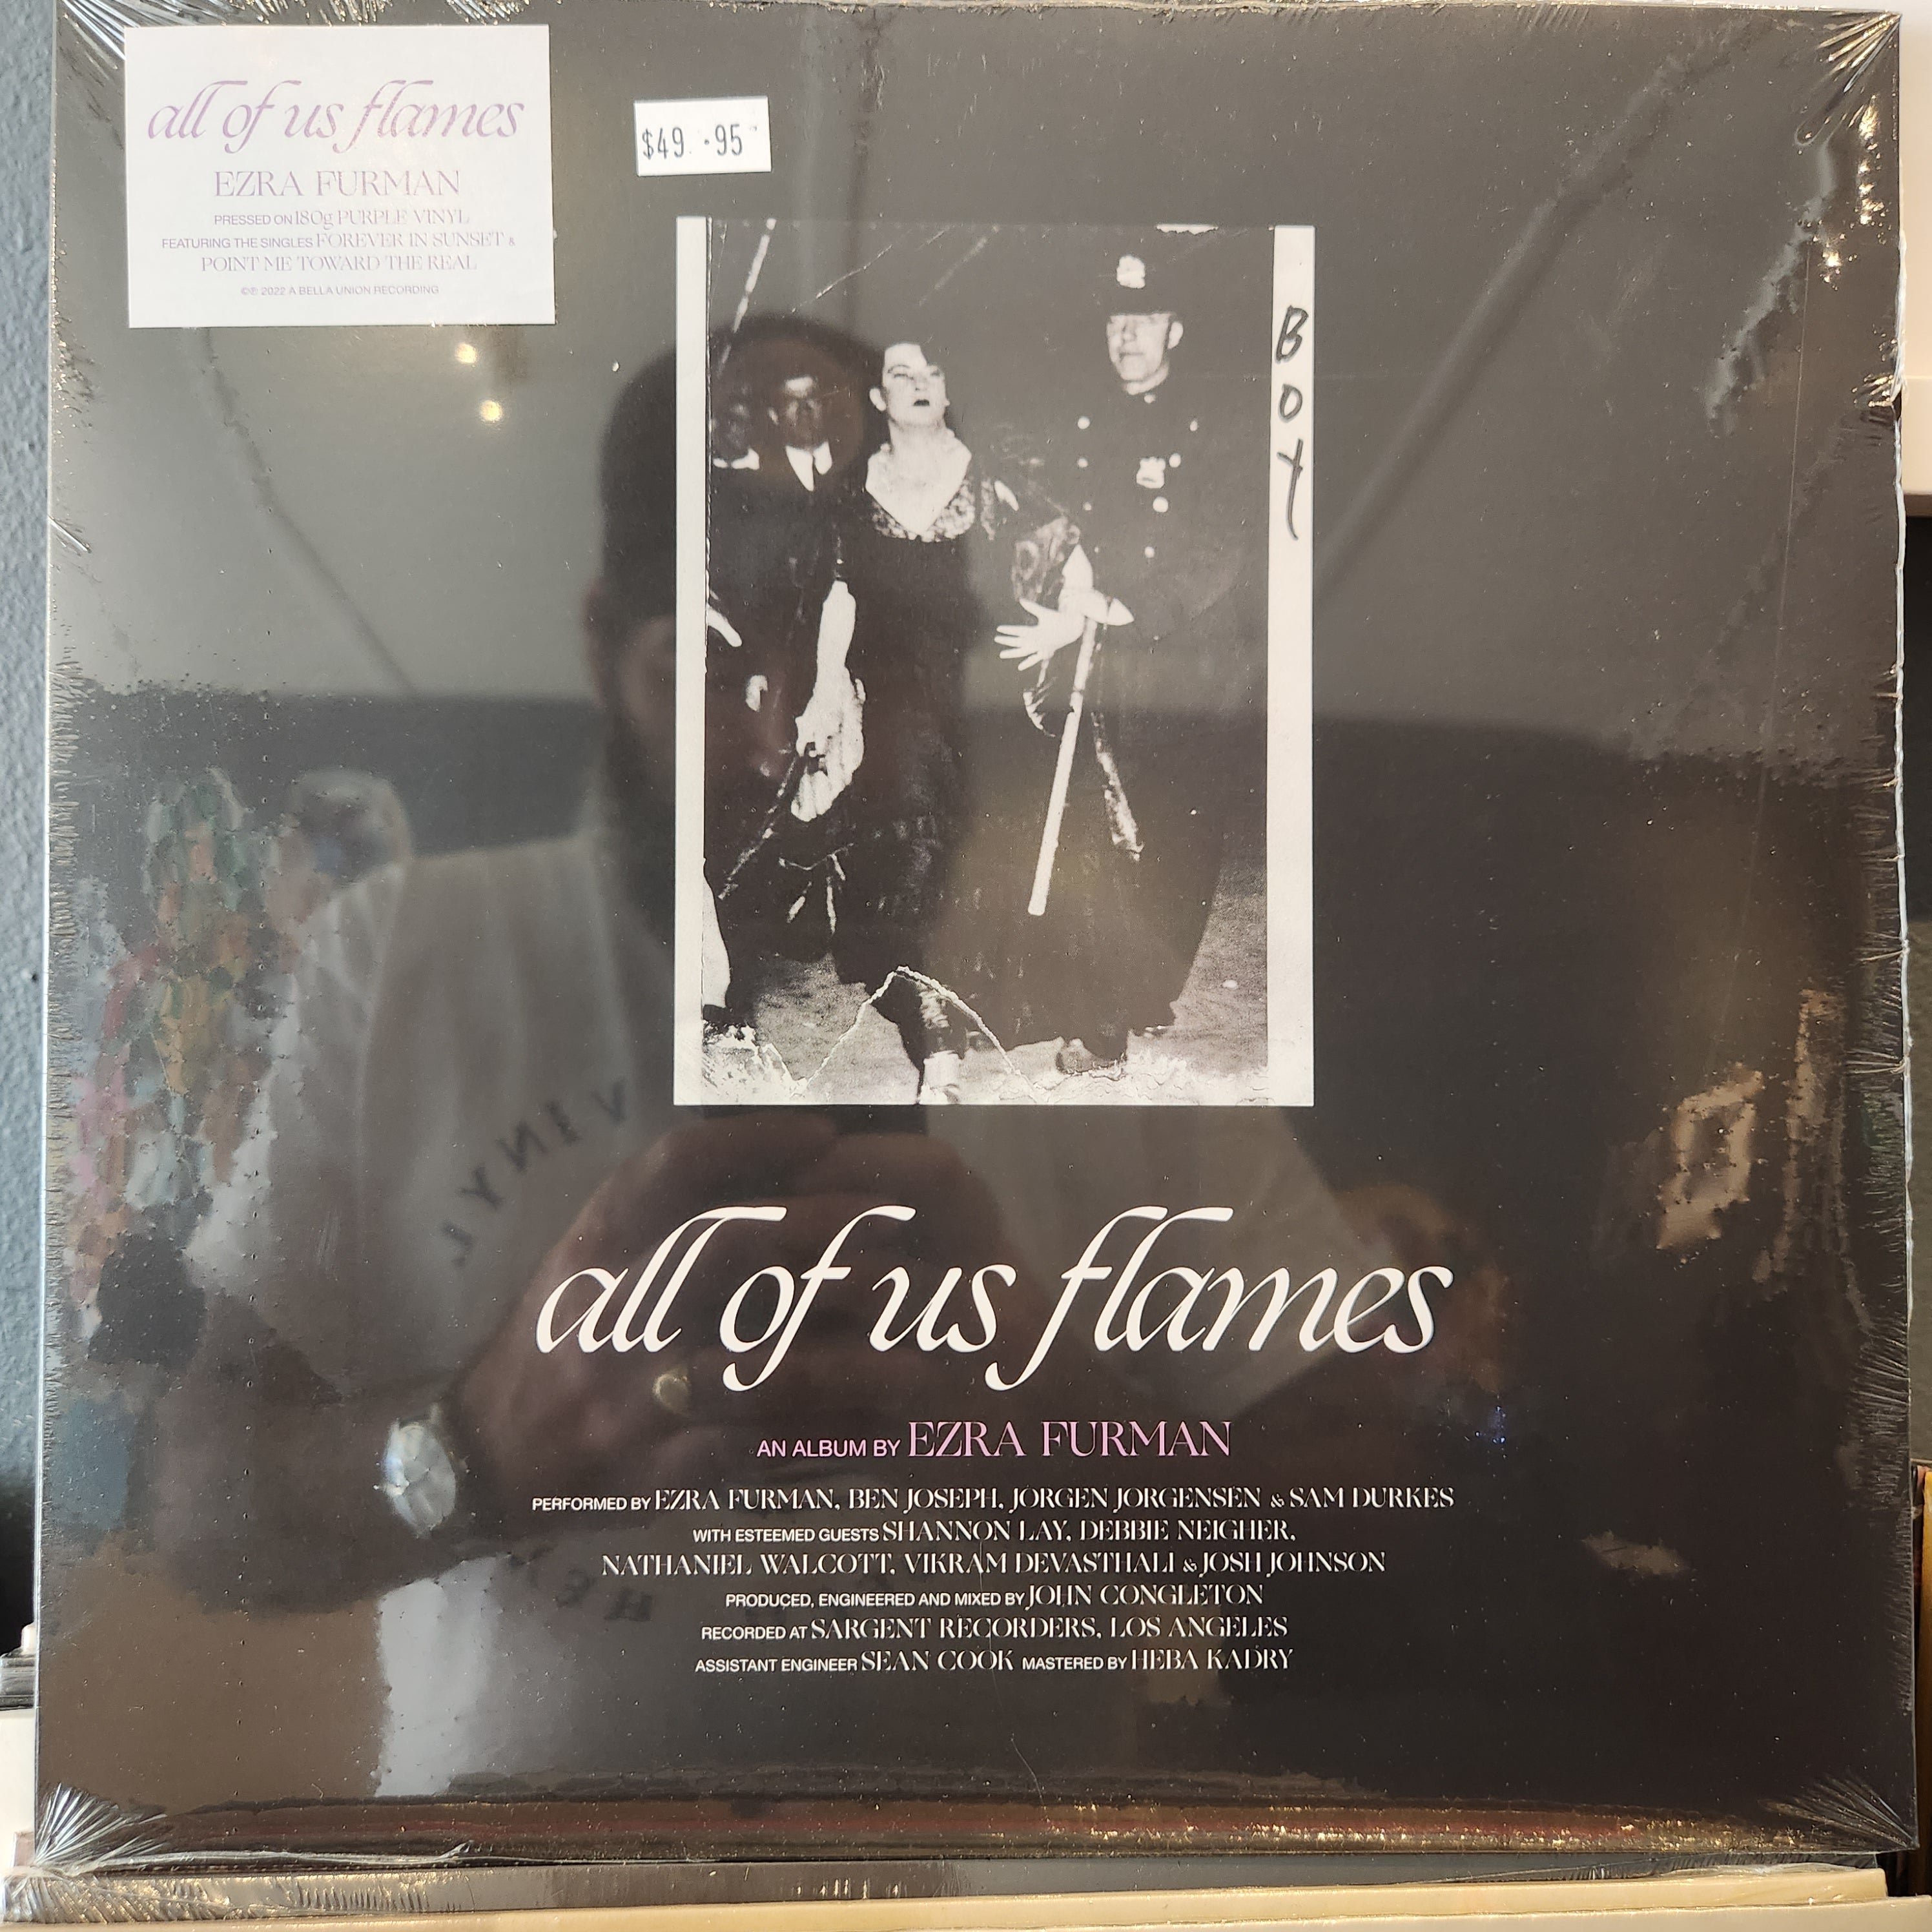 all of us flames
EZRA FURMAN
PRESSED ON 180g PURPLE VINYL
FEATURING THE SINGLES FOREVER IN SUNSET &
POINT ME TOWARD THE REAL
©℗ 2022 A BELLA UNION RECORDING
$49.95
BOY
VINYL
all of us flames
AN ALBUM BY EZRA FURMAN
PERFORMED BY EZRA FURMAN, BEN JOSEPH, JORGEN JORGENSEN & SAM DURKES
WITH ESTEEMED GUESTS SHANNON LAY, DEBBIE NEIGHER,
NATHANIEL WALCOTT, VIKRAM DEVASTHALI & JOSH JOHNSON
PRODUCED, ENGINEERED AND MIXED BY JOHN CONGLETON
RECORDED AT SARGENT RECORDERS, LOS ANGELES
ASSISTANT ENGINEER SEAN COOK MASTERED BY HEBA KADRY